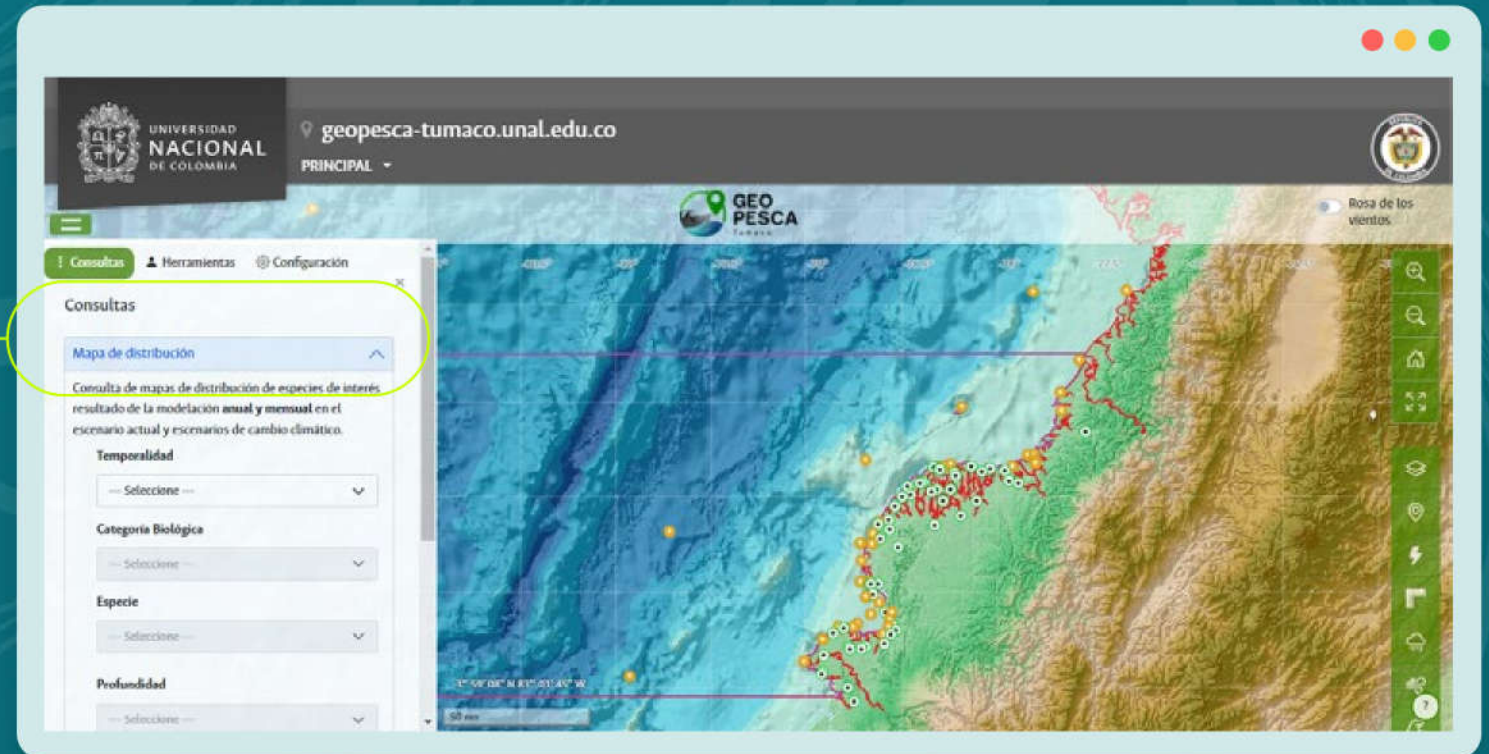 UNIVERSIDAD
NACIONAL
DE COLOMBIA
geopesca-tumaco.unal.edu.co
PRINCIPAL
GEO
PESCA
Tumaco
Rosa de los
vientos
Consultas
Herramientas
Configuración
Consultas
Mapa de distribución
Consulta de mapas de distribución de especies de interés
resultado de la modelación anual y mensual en el
escenario actual y escenarios de cambio climático.
Temporalidad
--- Seleccione ---
Categoría Biológica
--- Seleccione ---
Especie
--- Seleccione ---
Profundidad
--- Seleccione ---
?